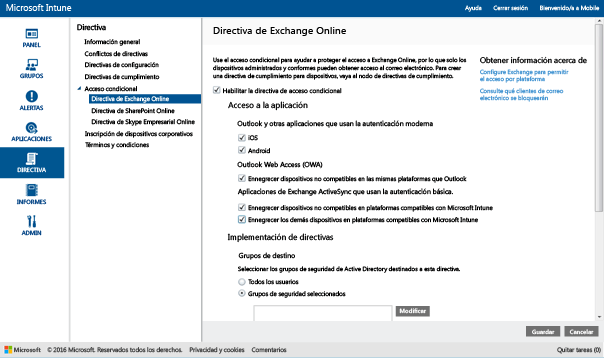 Microsoft Intune
Ayuda
Cerrar sesión
Bienvenido/a Mobile
PANEL
GRUPOS
ALERTAS
APLICACIONES
DIRECTIVA
INFORMES
ADMIN
Directiva
Información general
Conflictos de directivas
Directivas de configuración
Directivas de cumplimiento
Acceso condicional
Directiva de Exchange Online
Directiva de SharePoint Online
Directiva de Skype Empresarial Online
Inscripción de dispositivos corporativos
Términos y condiciones
Directiva de Exchange Online
Use el acceso condicional para ayudar a proteger el acceso a Exchange Online, por lo que solo los
dispositivos administrados y conformes pueden obtener acceso al correo electrónico. Para crear
una directiva de cumplimiento para dispositivos, vaya al nodo de directivas de cumplimiento.
Habilitar la directiva de acceso condicional
Acceso a la aplicación
Outlook y otras aplicaciones que usan la autenticación moderna
iOS
Android
Outlook Web Access (OWA)
Ennegrecer dispositivos no compatibles en las mismas plataformas que Outlook
Aplicaciones de Exchange ActiveSync que usan la autenticación básica.
Ennegrecer dispositivos no compatibles en plataformas compatibles con Microsoft Intune
Ennegrecer los demás dispositivos en plataformas compatibles con Microsoft Intune
Implementación de directivas
Grupos de destino
Seleccionar los grupos de seguridad de Active Directory destinados a esta directiva.
Todos los usuarios
Grupos de seguridad seleccionados
Modificar
Obtener información acerca de
Configure Exchange para permitir
el acceso por plataforma
Consulte qué clientes de correo
electrónico se bloquearán
Guardar
Cancelar
Microsoft
© 2016 Microsoft. Reservados todos los derechos.
Privacidad y cookies
Comentarios
Quitar tareas (0)